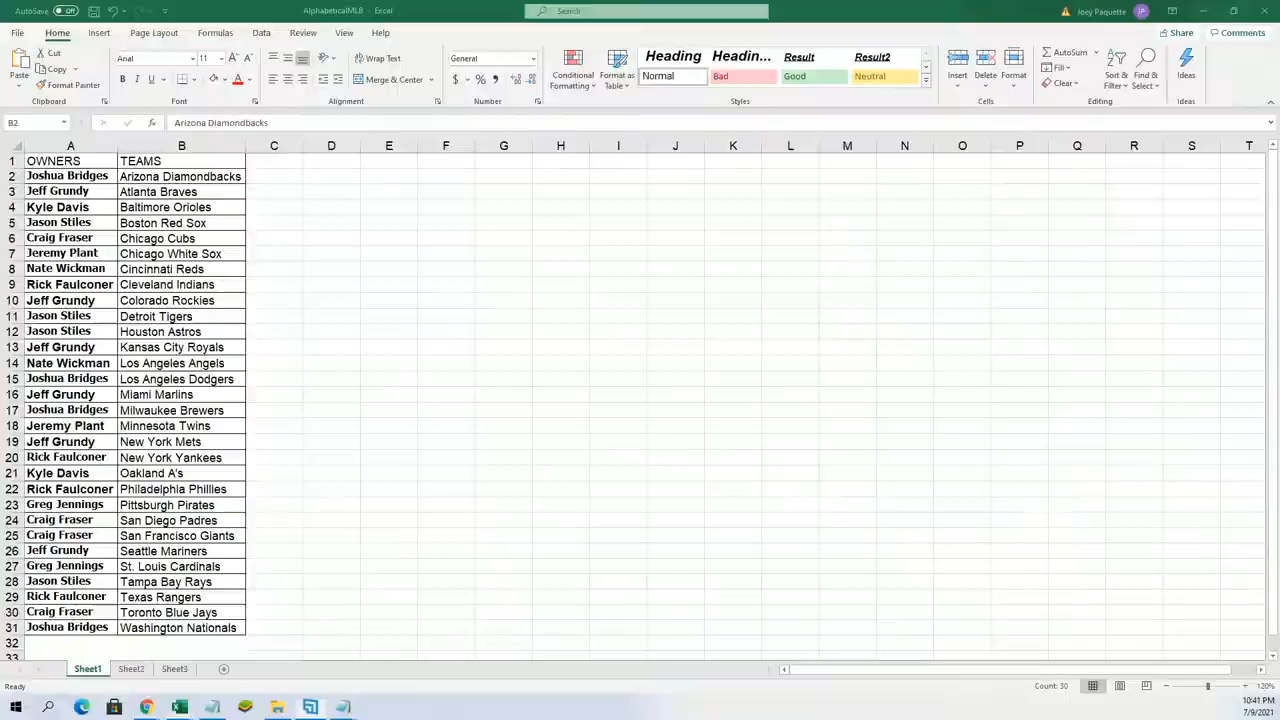 AutoSave Off AlphabeticalMLB - Excel Search Joey Paquette JP
File Home Insert Page Layout Formulas Data Review View Help Share Comments
Paste Cut Copy Format Painter Clipboard
Arial 11 A A B I U A Font
Wrap Text Merge & Center Alignment
General $ % Number
Conditional Formatting Format as Table
Heading Headin... Result Result2
Normal Bad Good Neutral
Styles
Insert Delete Format Cells
AutoSum Fill Clear Sort & Filter Find & Select Editing
Ideas Ideas
B2 fx Arizona Diamondbacks
A B C D E F G H I J K L M N O P Q R S T
1 OWNERS TEAMS
2 Joshua Bridges Arizona Diamondbacks
3 Jeff Grundy Atlanta Braves
4 Kyle Davis Baltimore Orioles
5 Jason Stiles Boston Red Sox
6 Craig Fraser Chicago Cubs
7 Jeremy Plant Chicago White Sox
8 Nate Wickman Cincinnati Reds
9 Rick Faulconer Cleveland Indians
10 Jeff Grundy Colorado Rockies
11 Jason Stiles Detroit Tigers
12 Jason Stiles Houston Astros
13 Jeff Grundy Kansas City Royals
14 Nate Wickman Los Angeles Angels
15 Joshua Bridges Los Angeles Dodgers
16 Jeff Grundy Miami Marlins
17 Joshua Bridges Milwaukee Brewers
18 Jeremy Plant Minnesota Twins
19 Jeff Grundy New York Mets
20 Rick Faulconer New York Yankees
21 Kyle Davis Oakland A's
22 Rick Faulconer Philadelphia Phillies
23 Greg Jennings Pittsburgh Pirates
24 Craig Fraser San Diego Padres
25 Craig Fraser San Francisco Giants
26 Jeff Grundy Seattle Mariners
27 Greg Jennings St. Louis Cardinals
28 Jason Stiles Tampa Bay Rays
29 Rick Faulconer Texas Rangers
30 Craig Fraser Toronto Blue Jays
31 Joshua Bridges Washington Nationals
32
33
Sheet1 Sheet2 Sheet3
Ready Count: 30 120%
10:41 PM
7/9/2021